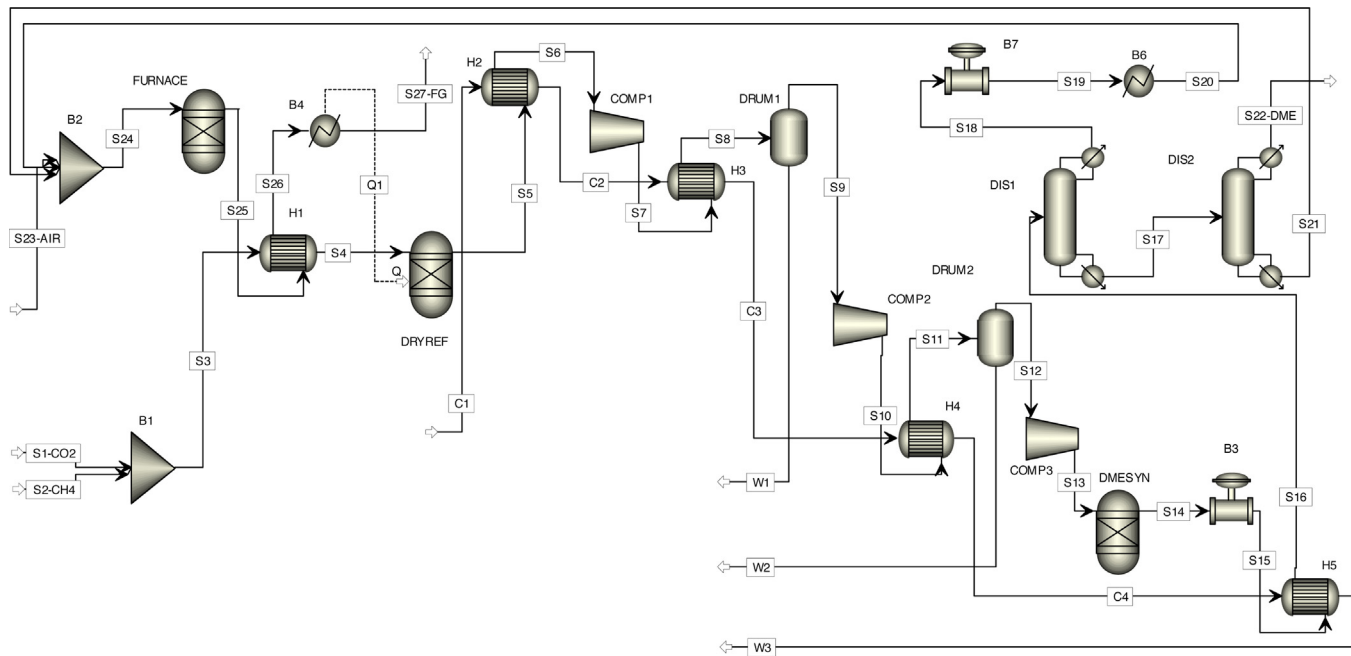 B7
S19
B6
S20
H2
S6
FURNACE
B4
S27-FG
COMP1
DRUM1
S22-DME
B2
S24
S18
S8
DIS2
S26
Q1
S5
C2
H3
S9
DIS1
S25
S7
S17
S21
S23-AIR
H1
S4
Q
DRUM2
COMP2
C3
DRYREF
S11
S12
S3
C1
S10
H4
B1
S1-CO2
S2-CH4
COMP3
B3
S13
DMESYN
W1
S16
S14
S15
H5
W2
C4
W3